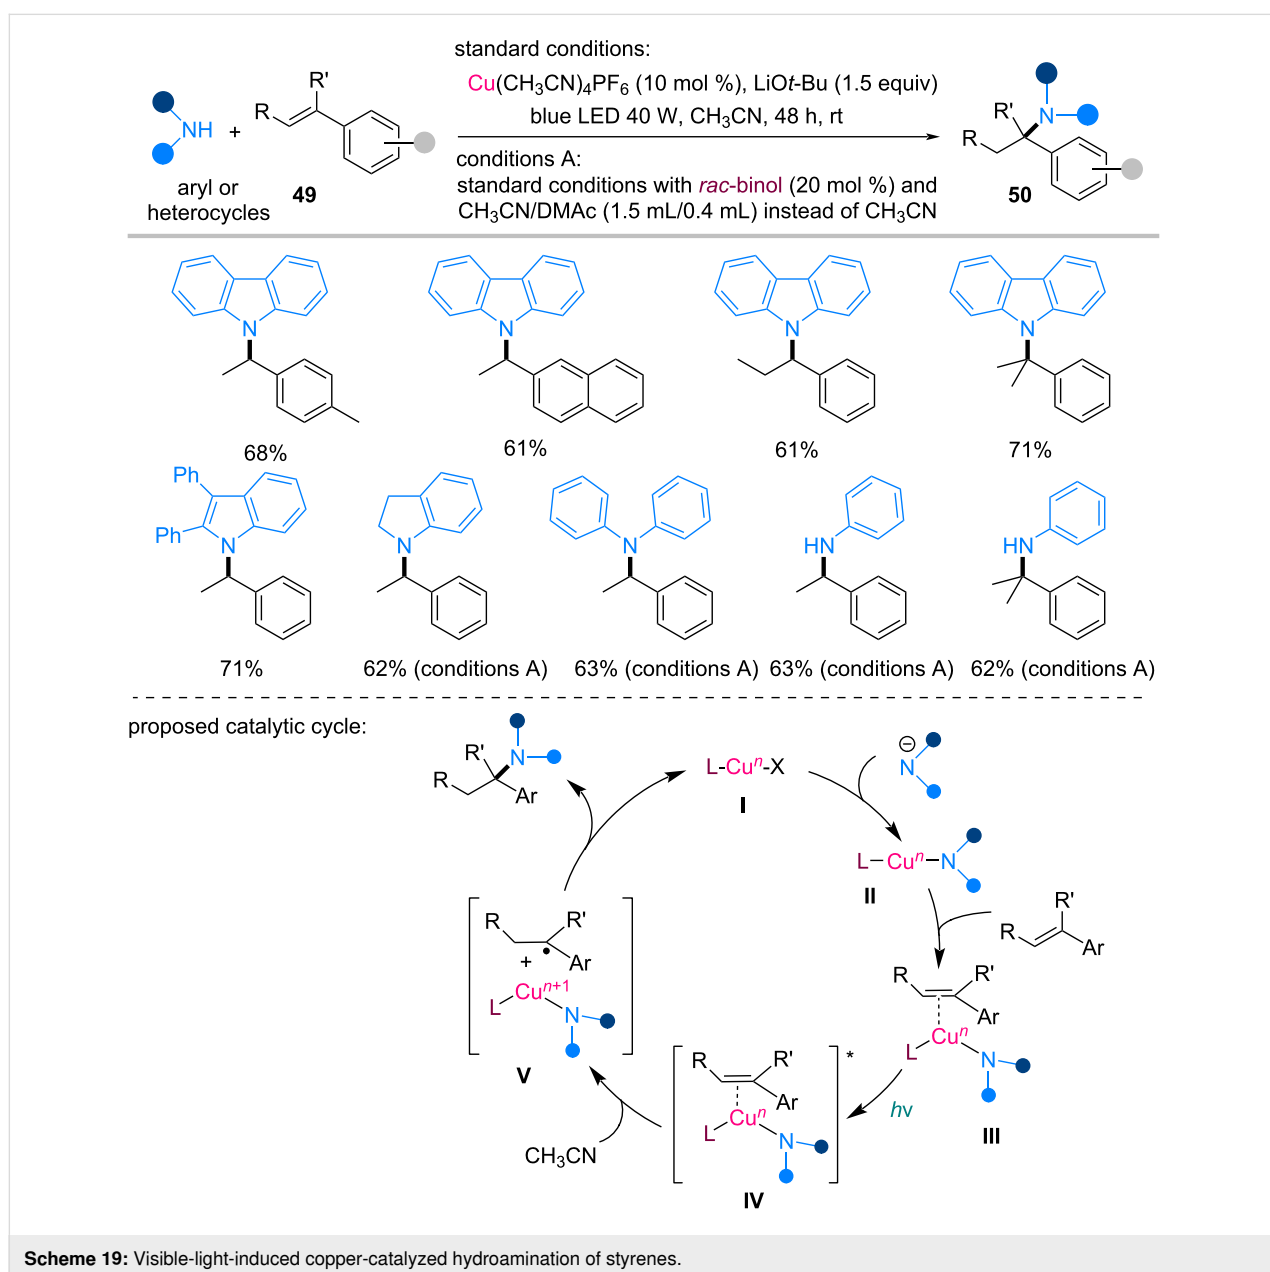 standard conditions:
Cu(CH₃CN)₄PF₆ (10 mol %), LiOt-Bu (1.5 equiv)
blue LED 40 W, CH₃CN, 48 h, rt
conditions A:
standard conditions with rac-binol (20 mol %) and
CH₃CN/DMAc (1.5 mL/0.4 mL) instead of CH₃CN
NH
+
R
R'
aryl or
heterocycles
49
R'
N
R
50
N
N
N
N
68%
61%
61%
71%
Ph
Ph
N
N
N
HN
HN
71%
62% (conditions A)
63% (conditions A)
63% (conditions A)
62% (conditions A)
proposed catalytic cycle:
R'
N
R
Ar
L-Cuⁿ-X
I
⊖
N
L-Cuⁿ-N
II
R'
R
Ar
R
R'
Ar
Cuⁿ
L
N
III
hν
R
R'
Ar
Cuⁿ
L
N
*
IV
CH₃CN
R
R'
•
Ar
+
Cuⁿ⁺¹
L
N
V
Scheme 19: Visible-light-induced copper-catalyzed hydroamination of styrenes.